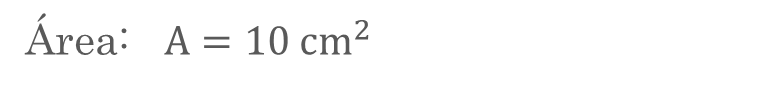 Área: A = 10 cm²